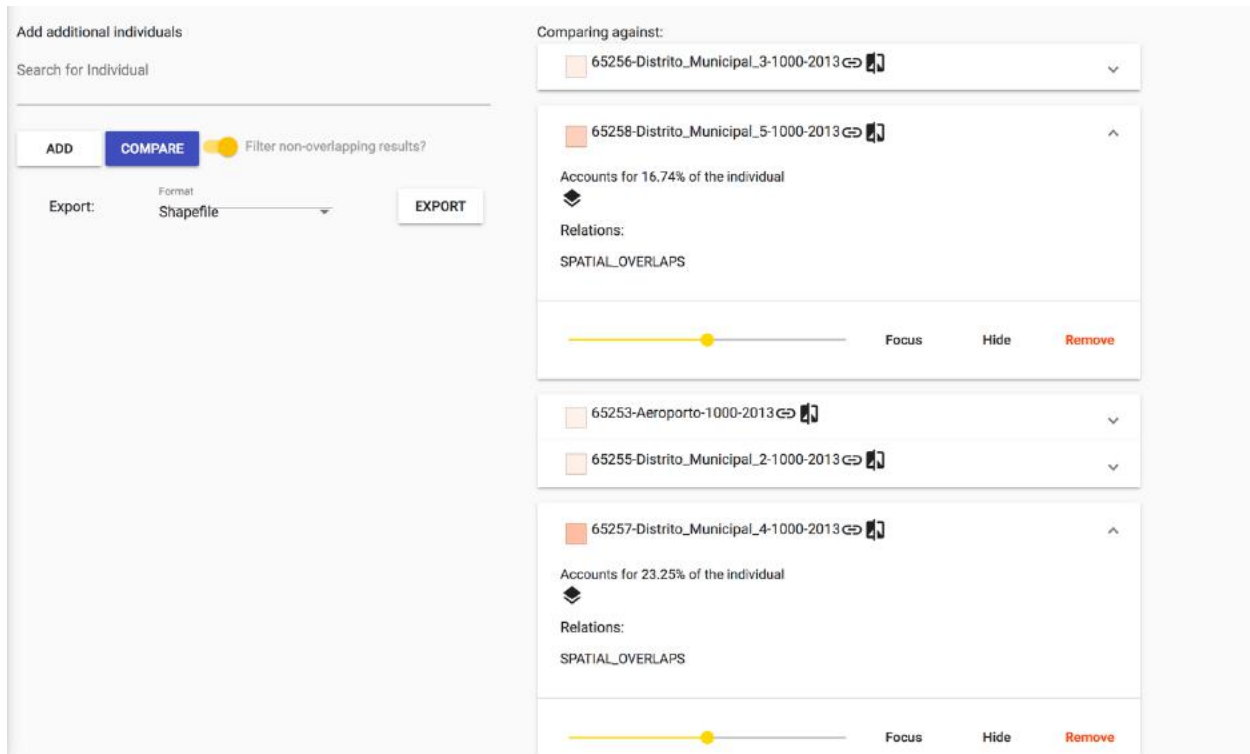 Add additional individuals
Search for Individual
ADD
COMPARE
Filter non-overlapping results?
Export:
Format
Shapefile
EXPORT
Comparing against:
65256-Distrito_Municipal_3-1000-2013
65258-Distrito_Municipal_5-1000-2013
Accounts for 16.74% of the individual
Relations:
SPATIAL_OVERLAPS
Focus Hide Remove
65253-Aeroporto-1000-2013
65255-Distrito_Municipal_2-1000-2013
65257-Distrito_Municipal_4-1000-2013
Accounts for 23.25% of the individual
Relations:
SPATIAL_OVERLAPS
Focus Hide Remove